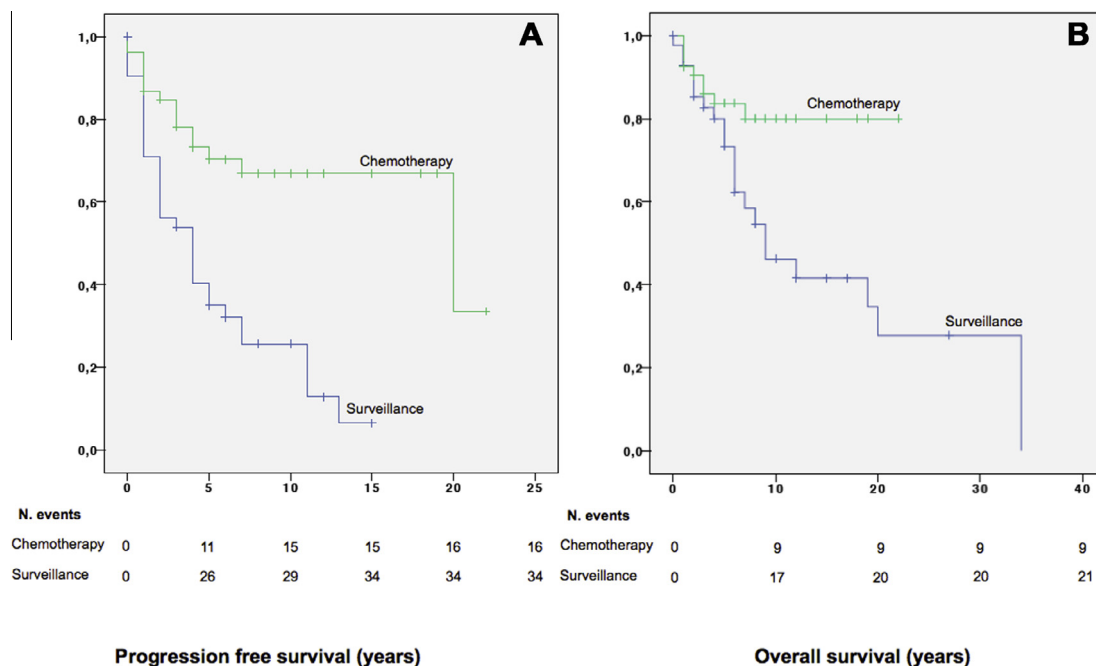 A
1,0
0,8
0,6
0,4
0,2
0,0
Chemotherapy
Surveillance
0 5 10 15 20 25
N. events
Chemotherapy 0 11 15 15 16 16
Surveillance 0 26 29 34 34 34
Progression free survival (years)
B
1,0
0,8
0,6
0,4
0,2
0,0
Chemotherapy
Surveillance
0 10 20 30 40
N. events
Chemotherapy 0 9 9 9 9
Surveillance 0 17 20 20 21
Overall survival (years)